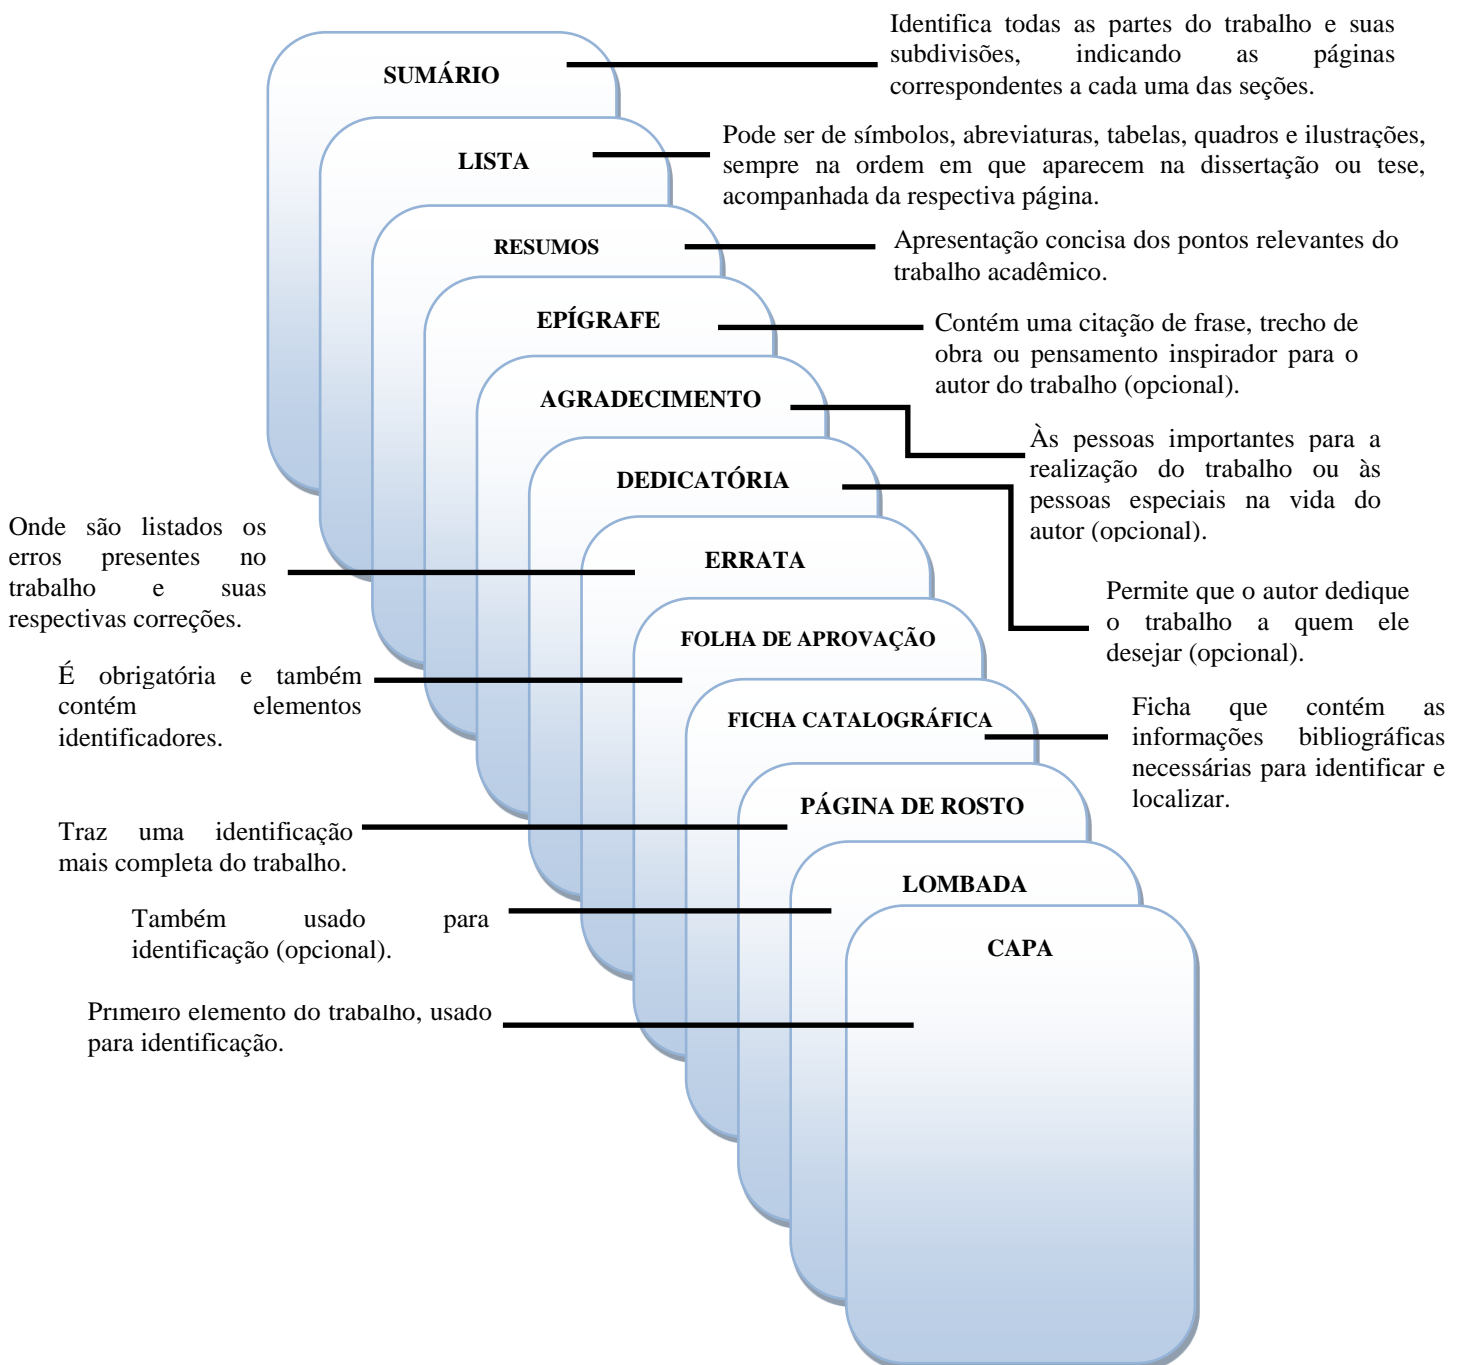 Identifica todas as partes do trabalho e suas
subdivisões, indicando as páginas
correspondentes a cada uma das seções.
SUMÁRIO
Pode ser de símbolos, abreviaturas, tabelas, quadros e ilustrações,
sempre na ordem em que aparecem na dissertação ou tese,
acompanhada da respectiva página.
LISTA
RESUMOS
Apresentação concisa dos pontos relevantes do
trabalho acadêmico.
EPÍGRAFE
Contém uma citação de frase, trecho de
obra ou pensamento inspirador para o
autor do trabalho (opcional).
AGRADECIMENTO
Às pessoas importantes para a
realização do trabalho ou às
pessoas especiais na vida do
autor (opcional).
DEDICATÓRIA
Permite que o autor dedique
o trabalho a quem ele
desejar (opcional).
Onde são listados os
erros presentes no
trabalho e suas
respectivas correções.
ERRATA
FOLHA DE APROVAÇÃO
É obrigatória e também
contém elementos
identificadores.
FICHA CATALOGRÁFICA
Ficha que contém as
informações bibliográficas
necessárias para identificar e
localizar.
PÁGINA DE ROSTO
Traz uma identificação
mais completa do trabalho.
LOMBADA
Também usado para
identificação (opcional).
CAPA
Primeiro elemento do trabalho, usado
para identificação.